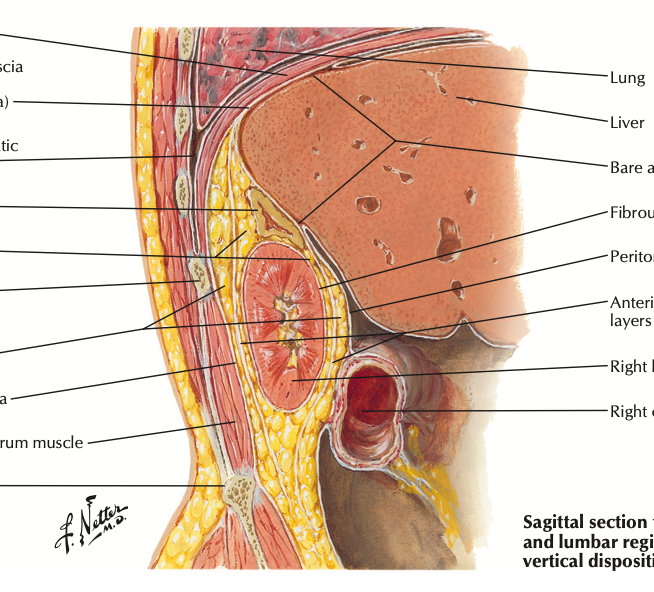 scia
a)
tic
a
rum muscle
Lung
Liver
Bare a
Fibrou
Perito
Anteri
layers
Right
Right
F. Netter
M.D.
Sagittal section
and lumbar regi
vertical dispositi